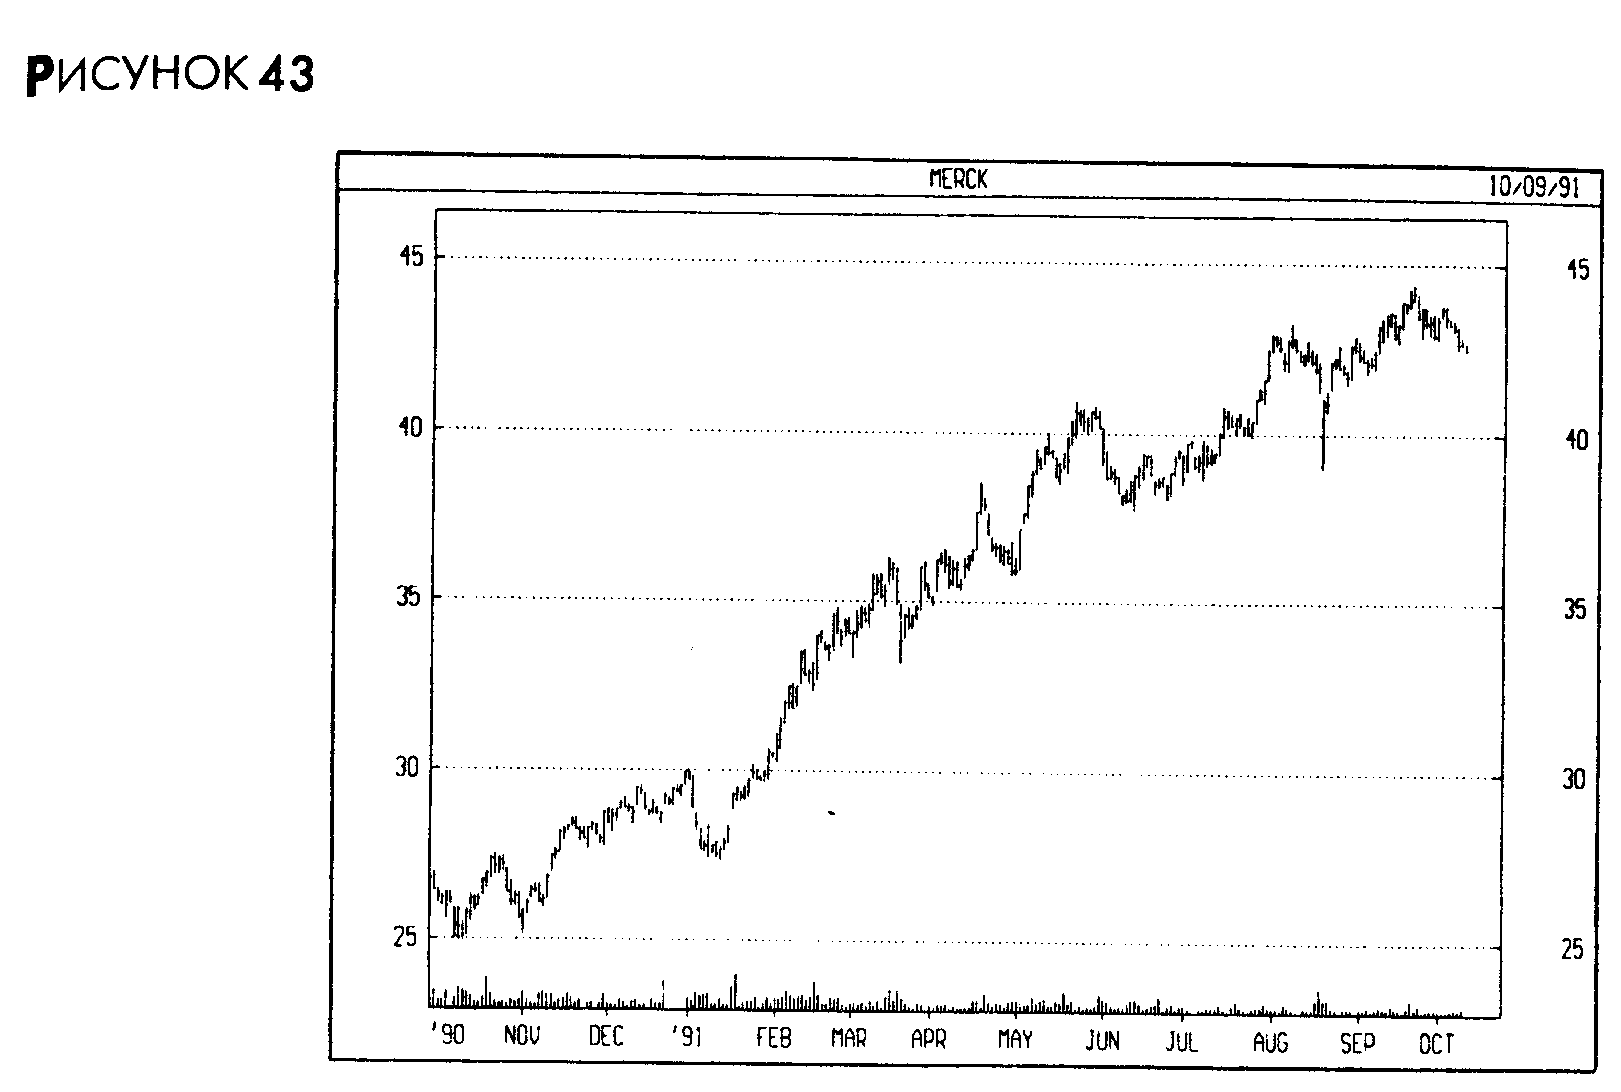 РИСУНОК 43
MERCK 10/09/91
45 45
40 40
35 35
30 30
25 25
'90 NOV DEC '91 FEB MAR APR MAY JUN JUL AUG SEP OCT